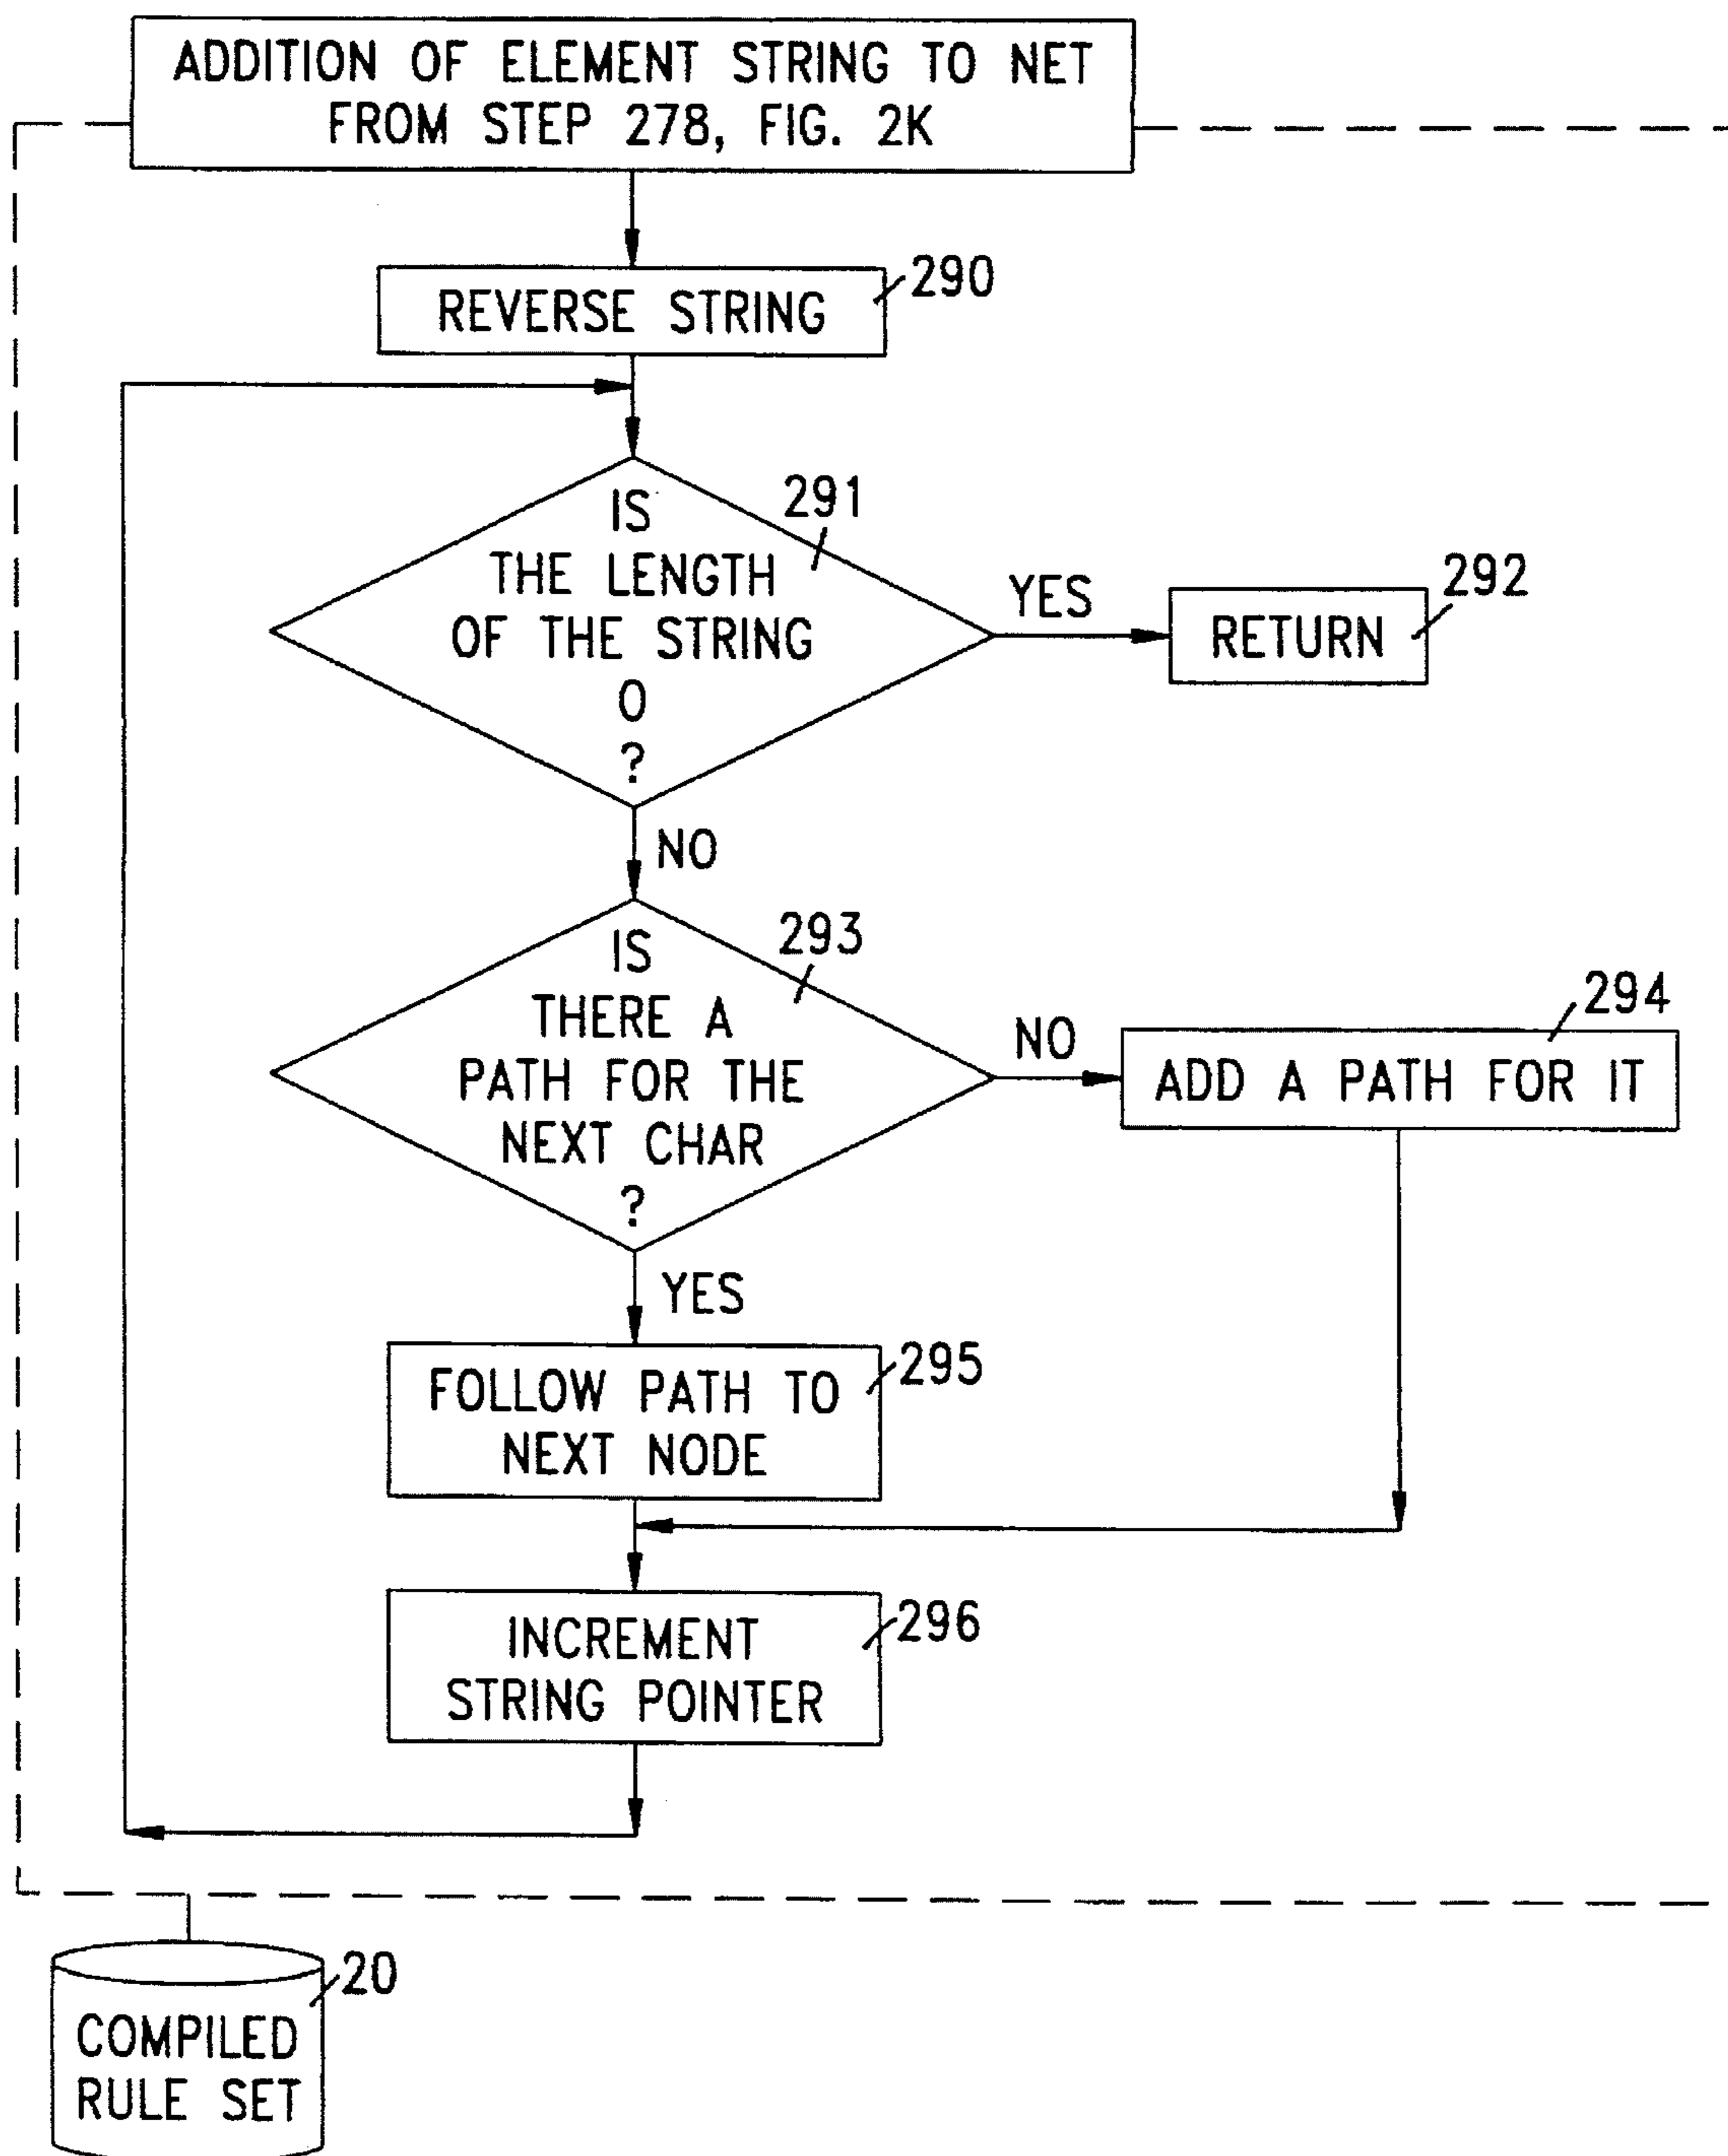 ADDITION OF ELEMENT STRING TO NET
FROM STEP 278, FIG. 2K
REVERSE STRING
290
IS
THE LENGTH
OF THE STRING
0
?
291
YES
RETURN
292
NO
IS
THERE A
PATH FOR THE
NEXT CHAR
?
293
NO
ADD A PATH FOR IT
294
YES
FOLLOW PATH TO
NEXT NODE
295
INCREMENT
STRING POINTER
296
COMPILED
RULE SET
20